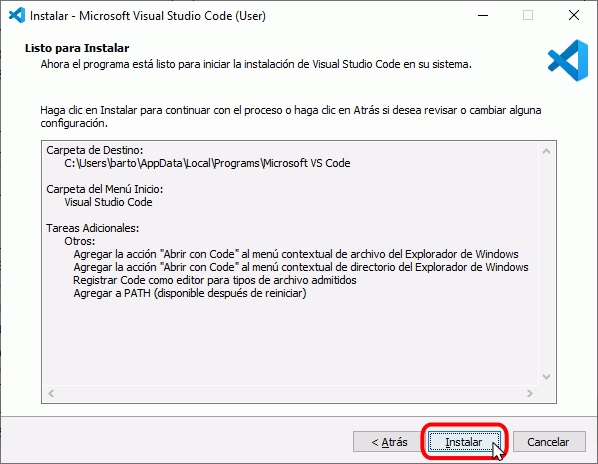 Instalar - Microsoft Visual Studio Code (User)
Listo para Instalar
Ahora el programa está listo para iniciar la instalación de Visual Studio Code en su sistema.
Haga clic en Instalar para continuar con el proceso o haga clic en Atrás si desea revisar o cambiar alguna
configuración.
Carpeta de Destino:
C:\Users\barto\AppData\Local\Programs\Microsoft VS Code
Carpeta del Menú Inicio:
Visual Studio Code
Tareas Adicionales:
Otros:
Agregar la acción "Abrir con Code" al menú contextual de archivo del Explorador de Windows
Agregar la acción "Abrir con Code" al menú contextual de directorio del Explorador de Windows
Registrar Code como editor para tipos de archivo admitidos
Agregar a PATH (disponible después de reiniciar)
< Atrás Instalar Cancelar